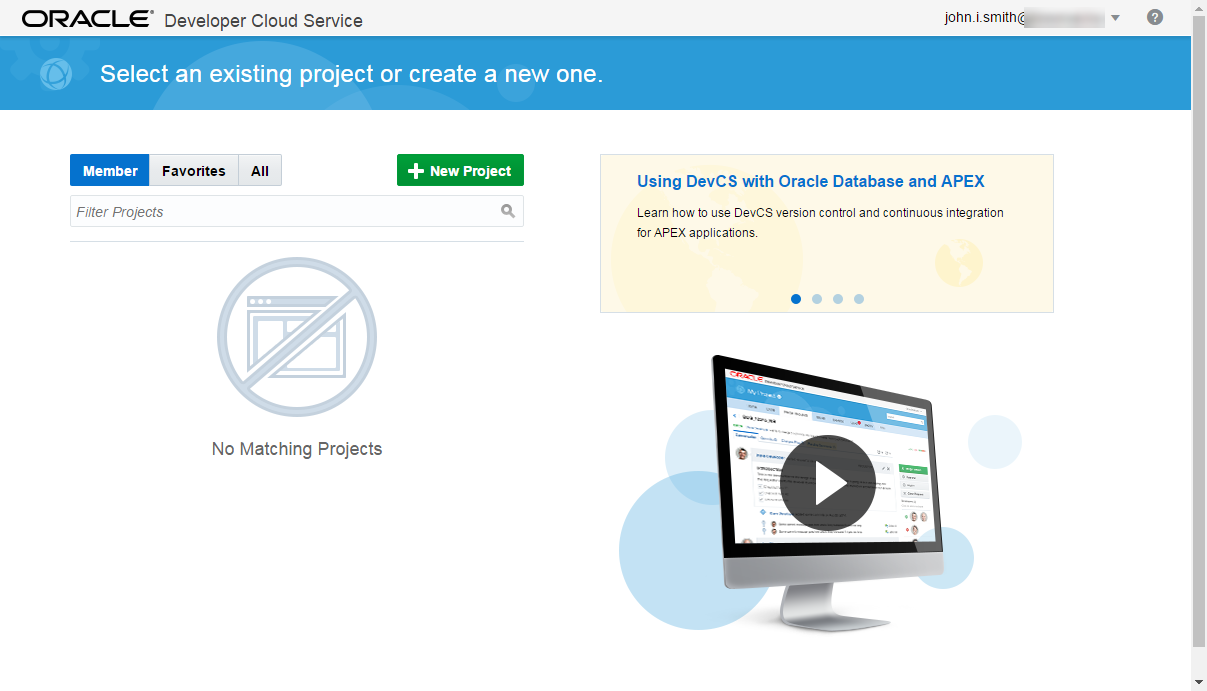 ORACLE® Developer Cloud Service
john.i.smith@
Select an existing project or create a new one.
Member Favorites All
New Project
Filter Projects
No Matching Projects
Using DevCS with Oracle Database and APEX
Learn how to use DevCS version control and continuous integration
for APEX applications.
ORACLE